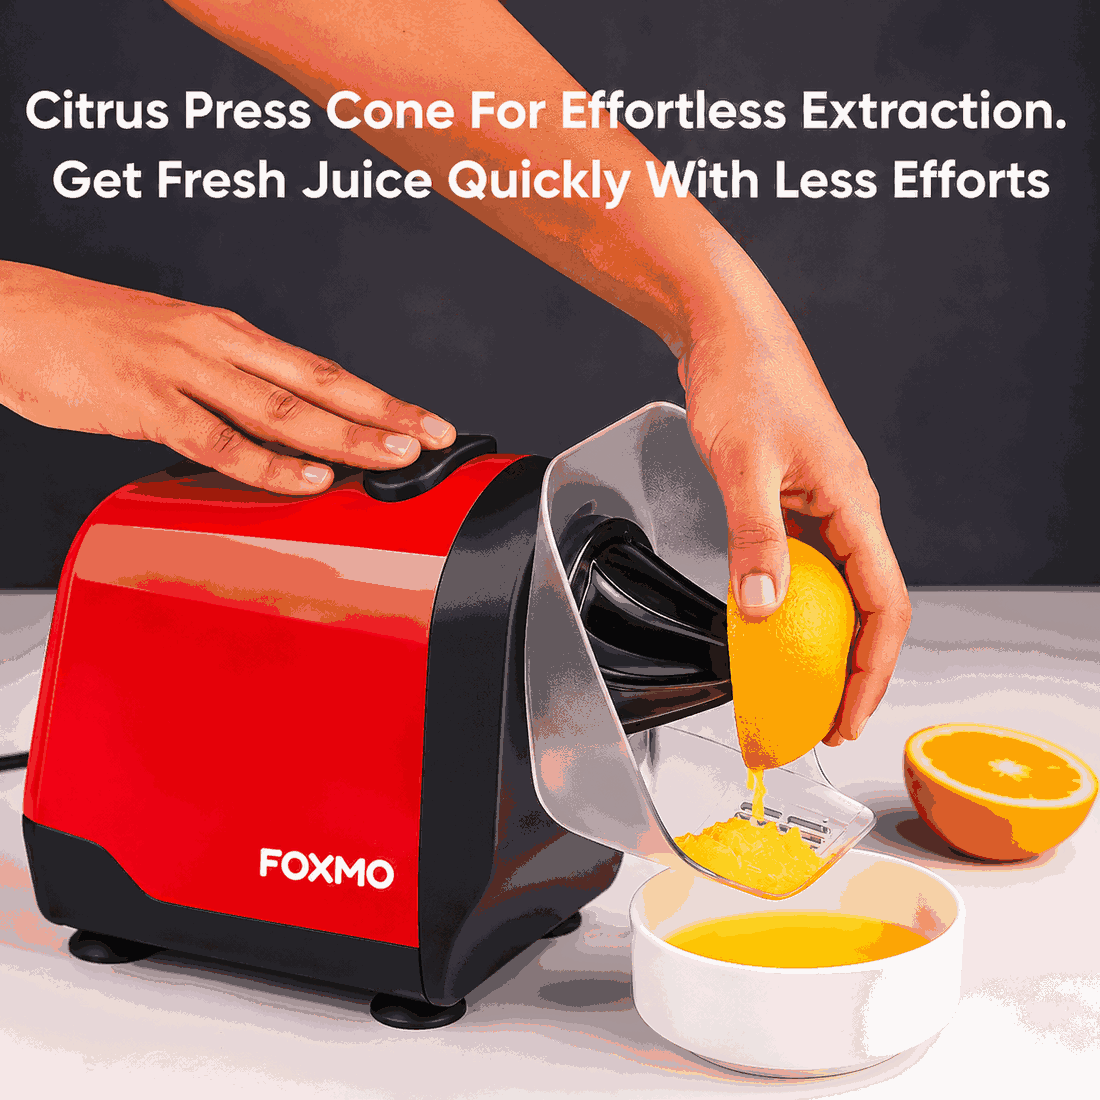 Citrus Press Cone For Effortless Extraction.
Get Fresh Juice Quickly With Less Efforts
FOXMO